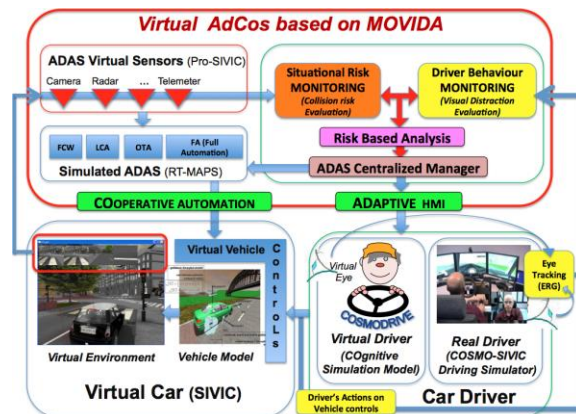 Virtual AdCos based on MOVIDA
ADAS Virtual Sensors (Pro-SIVIC)
Camera Radar ... Telemeter
Situational Risk
MONITORING
(Collision risk
Evaluation)
Driver Behaviour
MONITORING
(Visual Distraction
Evaluation)
Risk Based Analysis
ADAS Centralized Manager
FCW
LCA
OTA
FA (Full
Automation)
Simulated ADAS (RT-MAPS)
COOPERATIVE AUTOMATION
ADAPTIVE HMI
Virtual Vehicle
ControLs
Virtual Environment
Vehicle Model
Virtual Car (SIVIC)
Virtual
Eye
COSMODRIVE
Virtual Driver
(COgnitive
Simulation Model)
Eye
Tracking
(ERG)
Real Driver
(COSMO-SIVIC
Driving Simulator)
Driver's Actions on
Vehicle controls
Car Driver